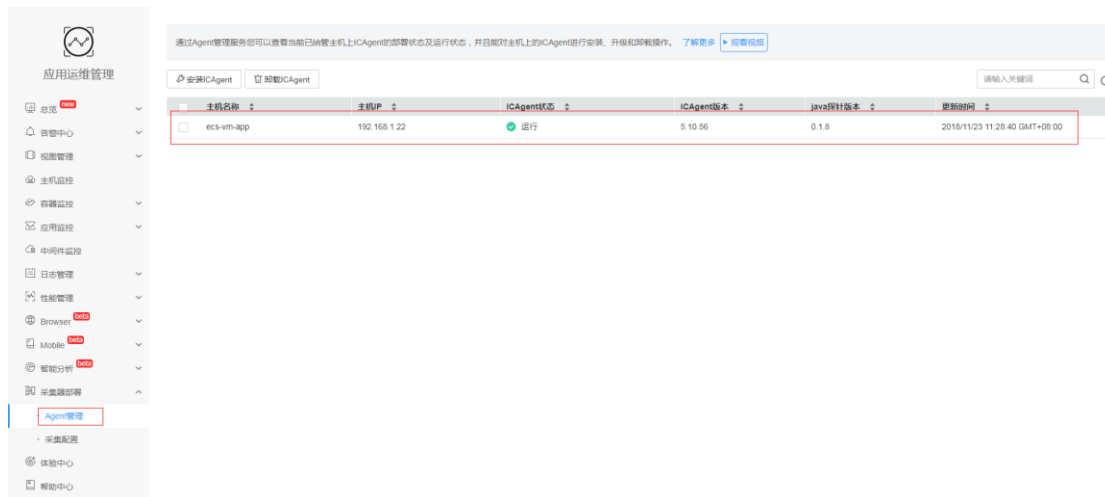 应用运维管理
总览 new
告警中心
视图管理
主机监控
容器监控
应用监控
中间件监控
日志管理
性能管理
Browser beta
Mobile beta
智能分析 beta
采集器部署
Agent管理
采集配置
体验中心
帮助中心
通过Agent管理服务您可以查看当前已纳管主机上ICAgent的部署状态及运行状态，并且能对主机上的ICAgent进行安装、升级和卸载操作。 了解更多 观看视频
安装ICAgent 卸载ICAgent 请输入关键词
主机名称 主机IP ICAgent状态 ICAgent版本 java探针版本 更新时间
ecs-vm-app 192.168.1.22 运行 5.10.56 0.1.8 2018/11/23 11:28:40 GMT+08:00